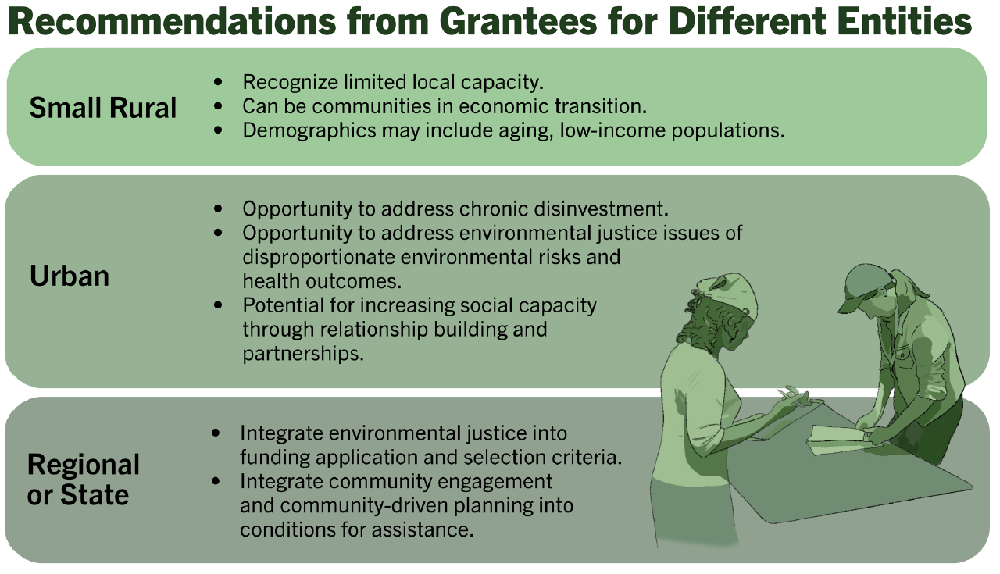 Recommendations from Grantees for Different Entities
Small Rural
• Recognize limited local capacity.
• Can be communities in economic transition.
• Demographics may include aging, low-income populations.
Urban
• Opportunity to address chronic disinvestment.
• Opportunity to address environmental justice issues of
disproportionate environmental risks and
health outcomes.
• Potential for increasing social capacity
through relationship building and
partnerships.
Regional
or State
• Integrate environmental justice into
funding application and selection criteria.
• Integrate community engagement
and community-driven planning into
conditions for assistance.